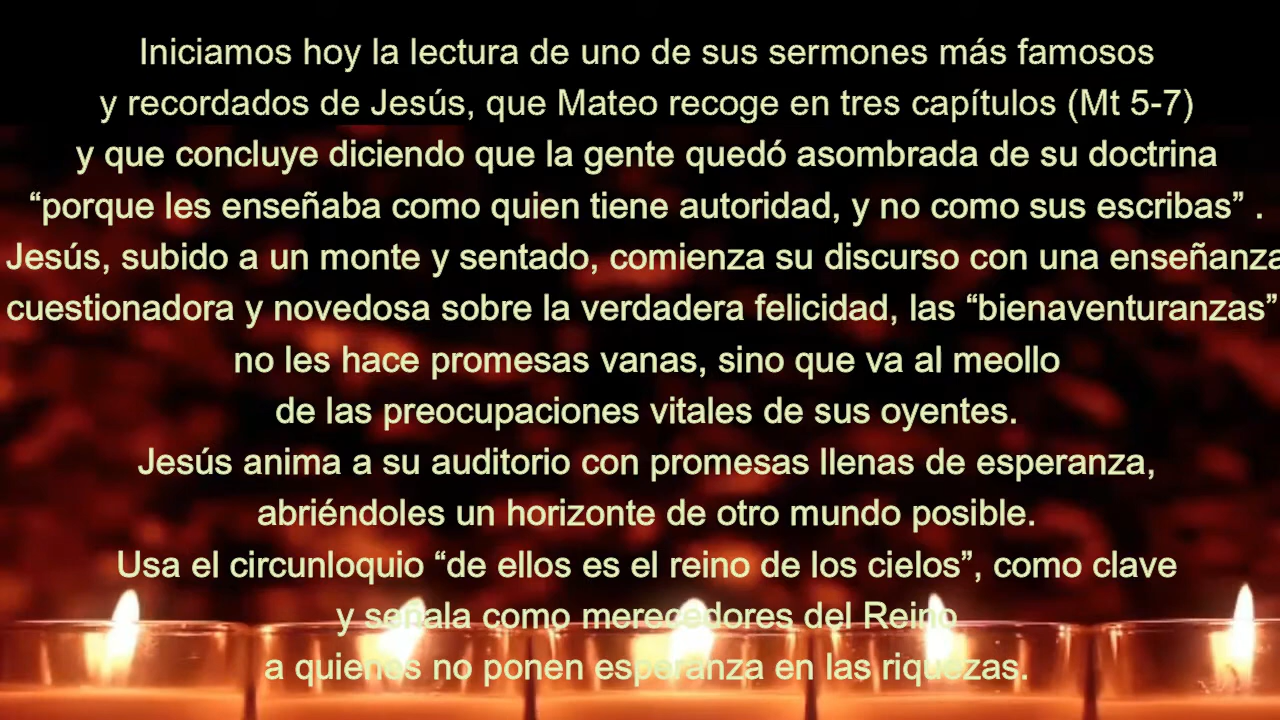 Iniciamos hoy la lectura de uno de sus sermones más famosos
y recordados de Jesús, que Mateo recoge en tres capítulos (Mt 5-7)
y que concluye diciendo que la gente quedó asombrada de su doctrina
“porque les enseñaba como quien tiene autoridad, y no como sus escribas” .
Jesús, subido a un monte y sentado, comienza su discurso con una enseñanza
cuestionadora y novedosa sobre la verdadera felicidad, las “bienaventuranzas”
no les hace promesas vanas, sino que va al meollo
de las preocupaciones vitales de sus oyentes.
Jesús anima a su auditorio con promesas llenas de esperanza,
abriéndoles un horizonte de otro mundo posible.
Usa el circunloquio “de ellos es el reino de los cielos”, como clave
y señala como merecedores del Reino
a quienes no ponen esperanza en las riquezas.